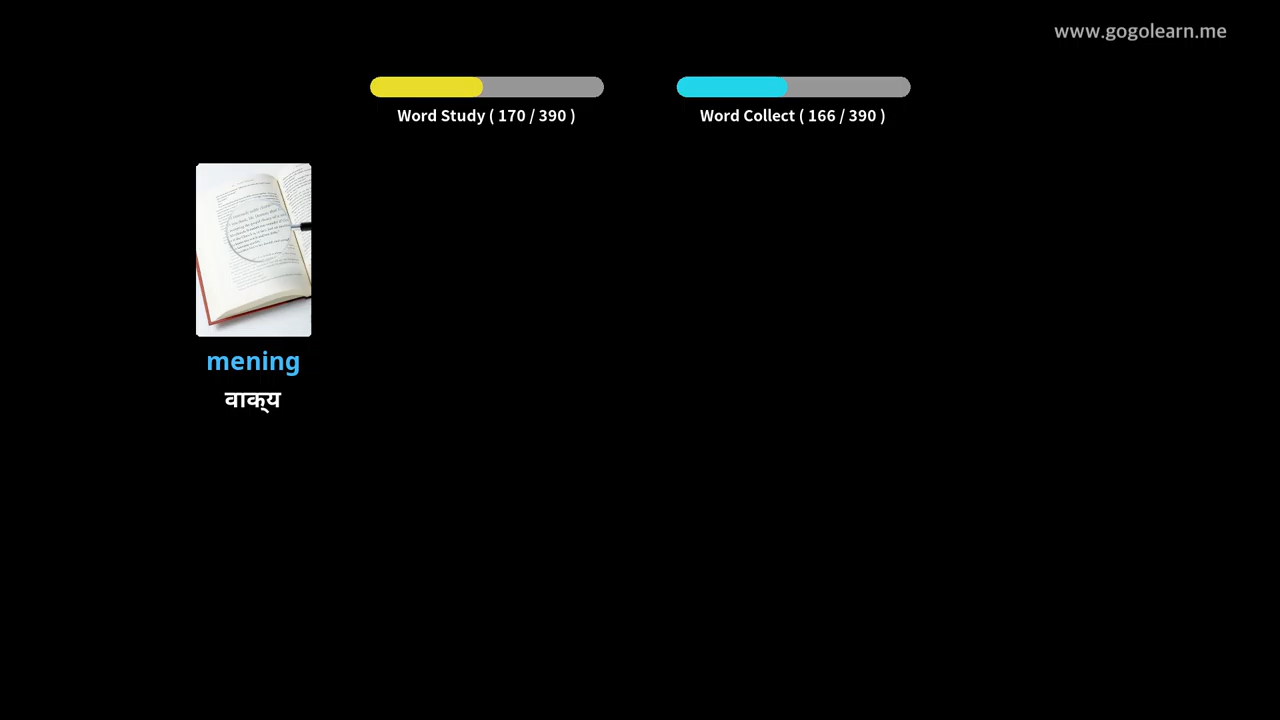 www.gogolearn.me
Word Study ( 170 / 390 )
Word Collect ( 166 / 390 )
mening
वाक्य